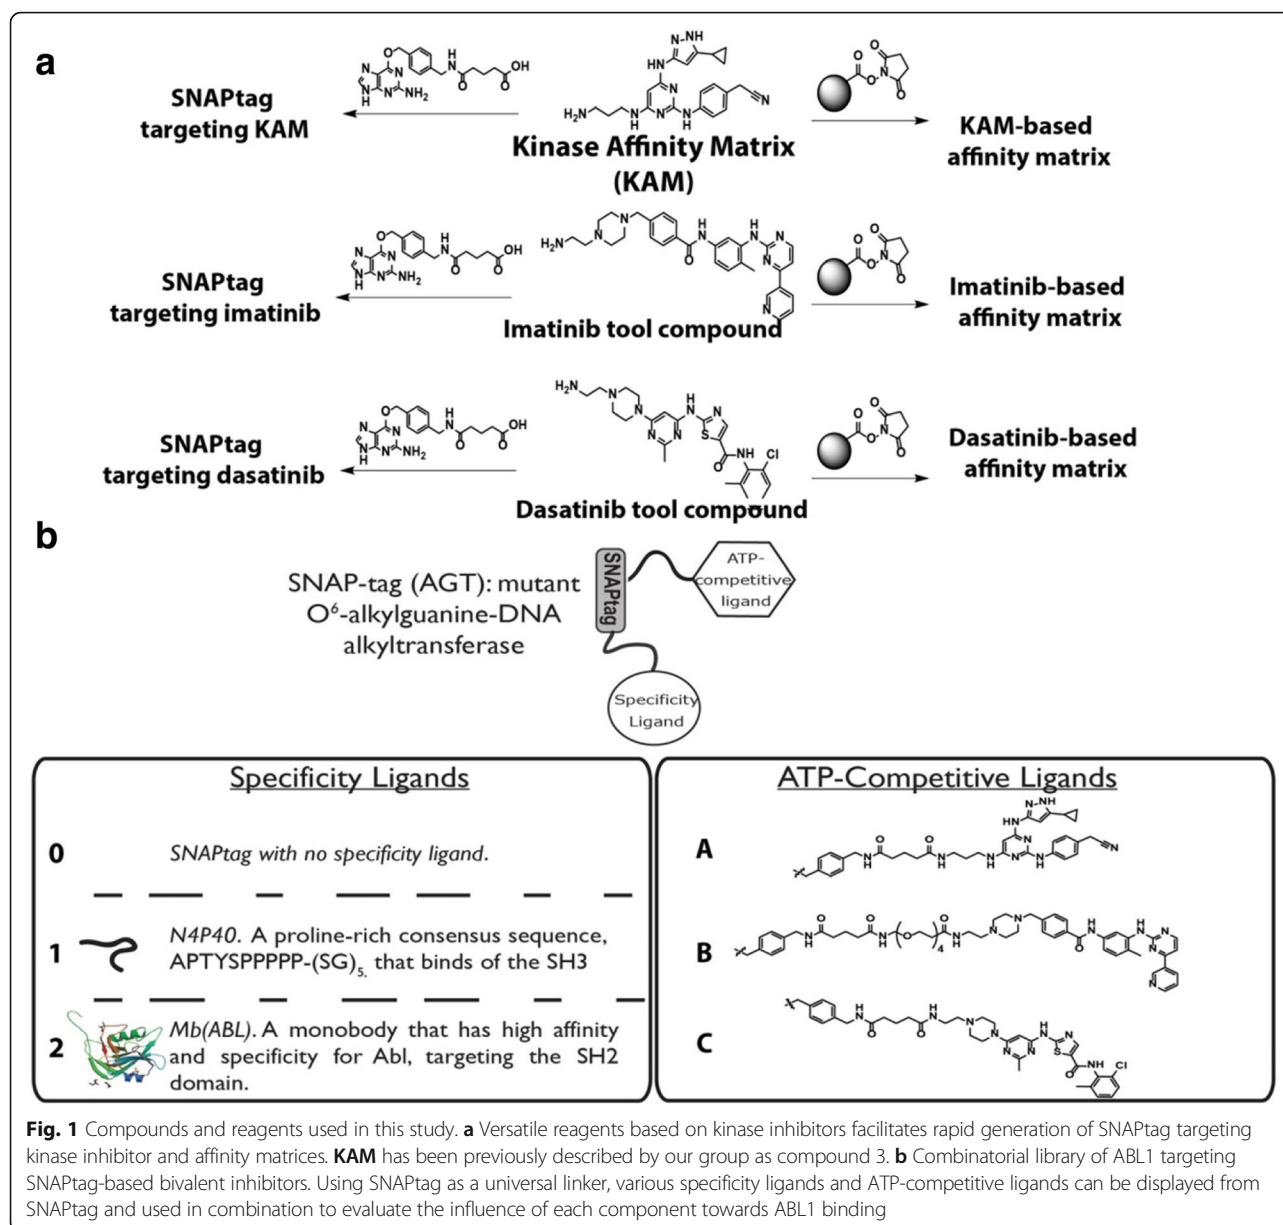 a
SNAPtag
targeting KAM
Kinase Affinity Matrix
(KAM)
KAM-based
affinity matrix
SNAPtag
targeting imatinib
Imatinib tool compound
Imatinib-based
affinity matrix
SNAPtag
targeting dasatinib
Dasatinib tool compound
Dasatinib-based
affinity matrix
b
SNAP-tag (AGT): mutant
O⁶-alkylguanine-DNA
alkyltransferase
SNAPtag
ATP-
competitive
ligand
Specificity
Ligand
Specificity Ligands
0
SNAPtag with no specificity ligand.
1
N4P40. A proline-rich consensus sequence,
APTYSPPPPP-(SG)₅, that binds of the SH3
2
Mb(ABL). A monobody that has high affinity
and specificity for Abl, targeting the SH2
domain.
ATP-Competitive Ligands
A
B
C
Fig. 1 Compounds and reagents used in this study. a Versatile reagents based on kinase inhibitors facilitates rapid generation of SNAPtag targeting
kinase inhibitor and affinity matrices. KAM has been previously described by our group as compound 3. b Combinatorial library of ABL1 targeting
SNAPtag-based bivalent inhibitors. Using SNAPtag as a universal linker, various specificity ligands and ATP-competitive ligands can be displayed from
SNAPtag and used in combination to evaluate the influence of each component towards ABL1 binding